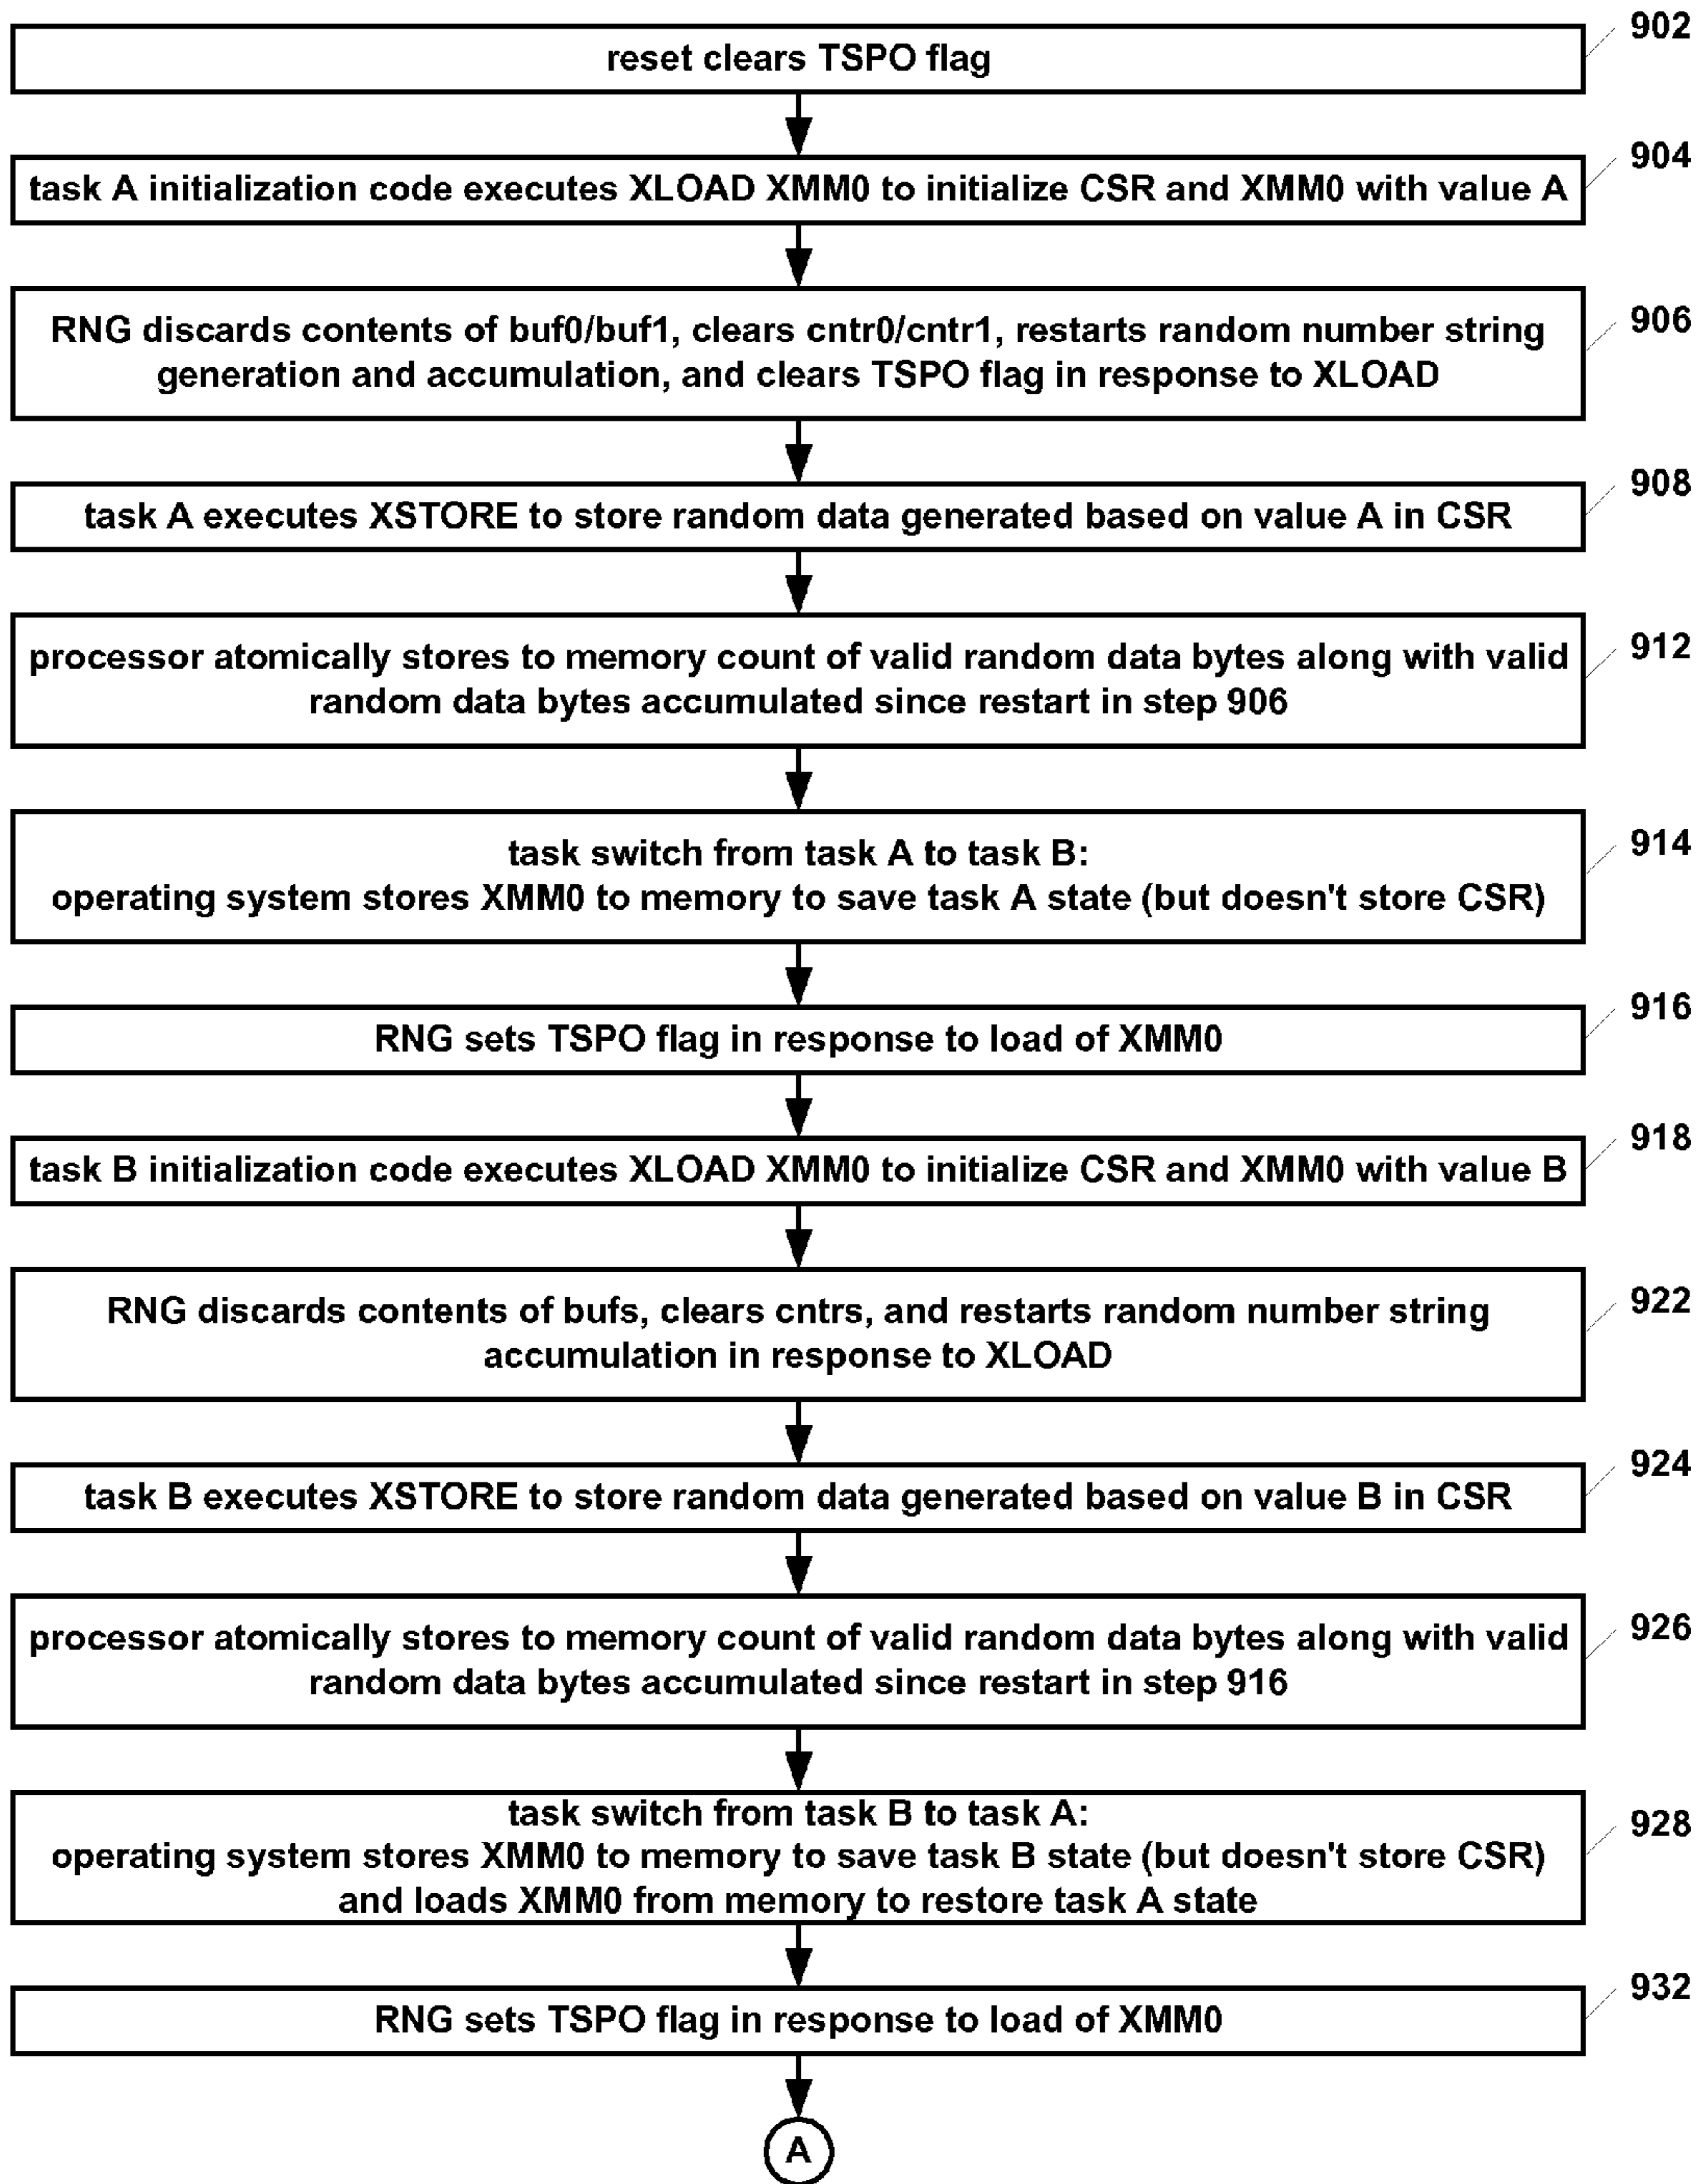 902
reset clears TSPO flag
904
task A initialization code executes XLOAD XMM0 to initialize CSR and XMM0 with value A
906
RNG discards contents of buf0/buf1, clears cntr0/cntr1, restarts random number string
generation and accumulation, and clears TSPO flag in response to XLOAD
908
task A executes XSTORE to store random data generated based on value A in CSR
912
processor atomically stores to memory count of valid random data bytes along with valid
random data bytes accumulated since restart in step 906
914
task switch from task A to task B:
operating system stores XMM0 to memory to save task A state (but doesn't store CSR)
916
RNG sets TSPO flag in response to load of XMM0
918
task B initialization code executes XLOAD XMM0 to initialize CSR and XMM0 with value B
922
RNG discards contents of bufs, clears cntrs, and restarts random number string
accumulation in response to XLOAD
924
task B executes XSTORE to store random data generated based on value B in CSR
926
processor atomically stores to memory count of valid random data bytes along with valid
random data bytes accumulated since restart in step 916
928
task switch from task B to task A:
operating system stores XMM0 to memory to save task B state (but doesn't store CSR)
and loads XMM0 from memory to restore task A state
932
RNG sets TSPO flag in response to load of XMM0
A